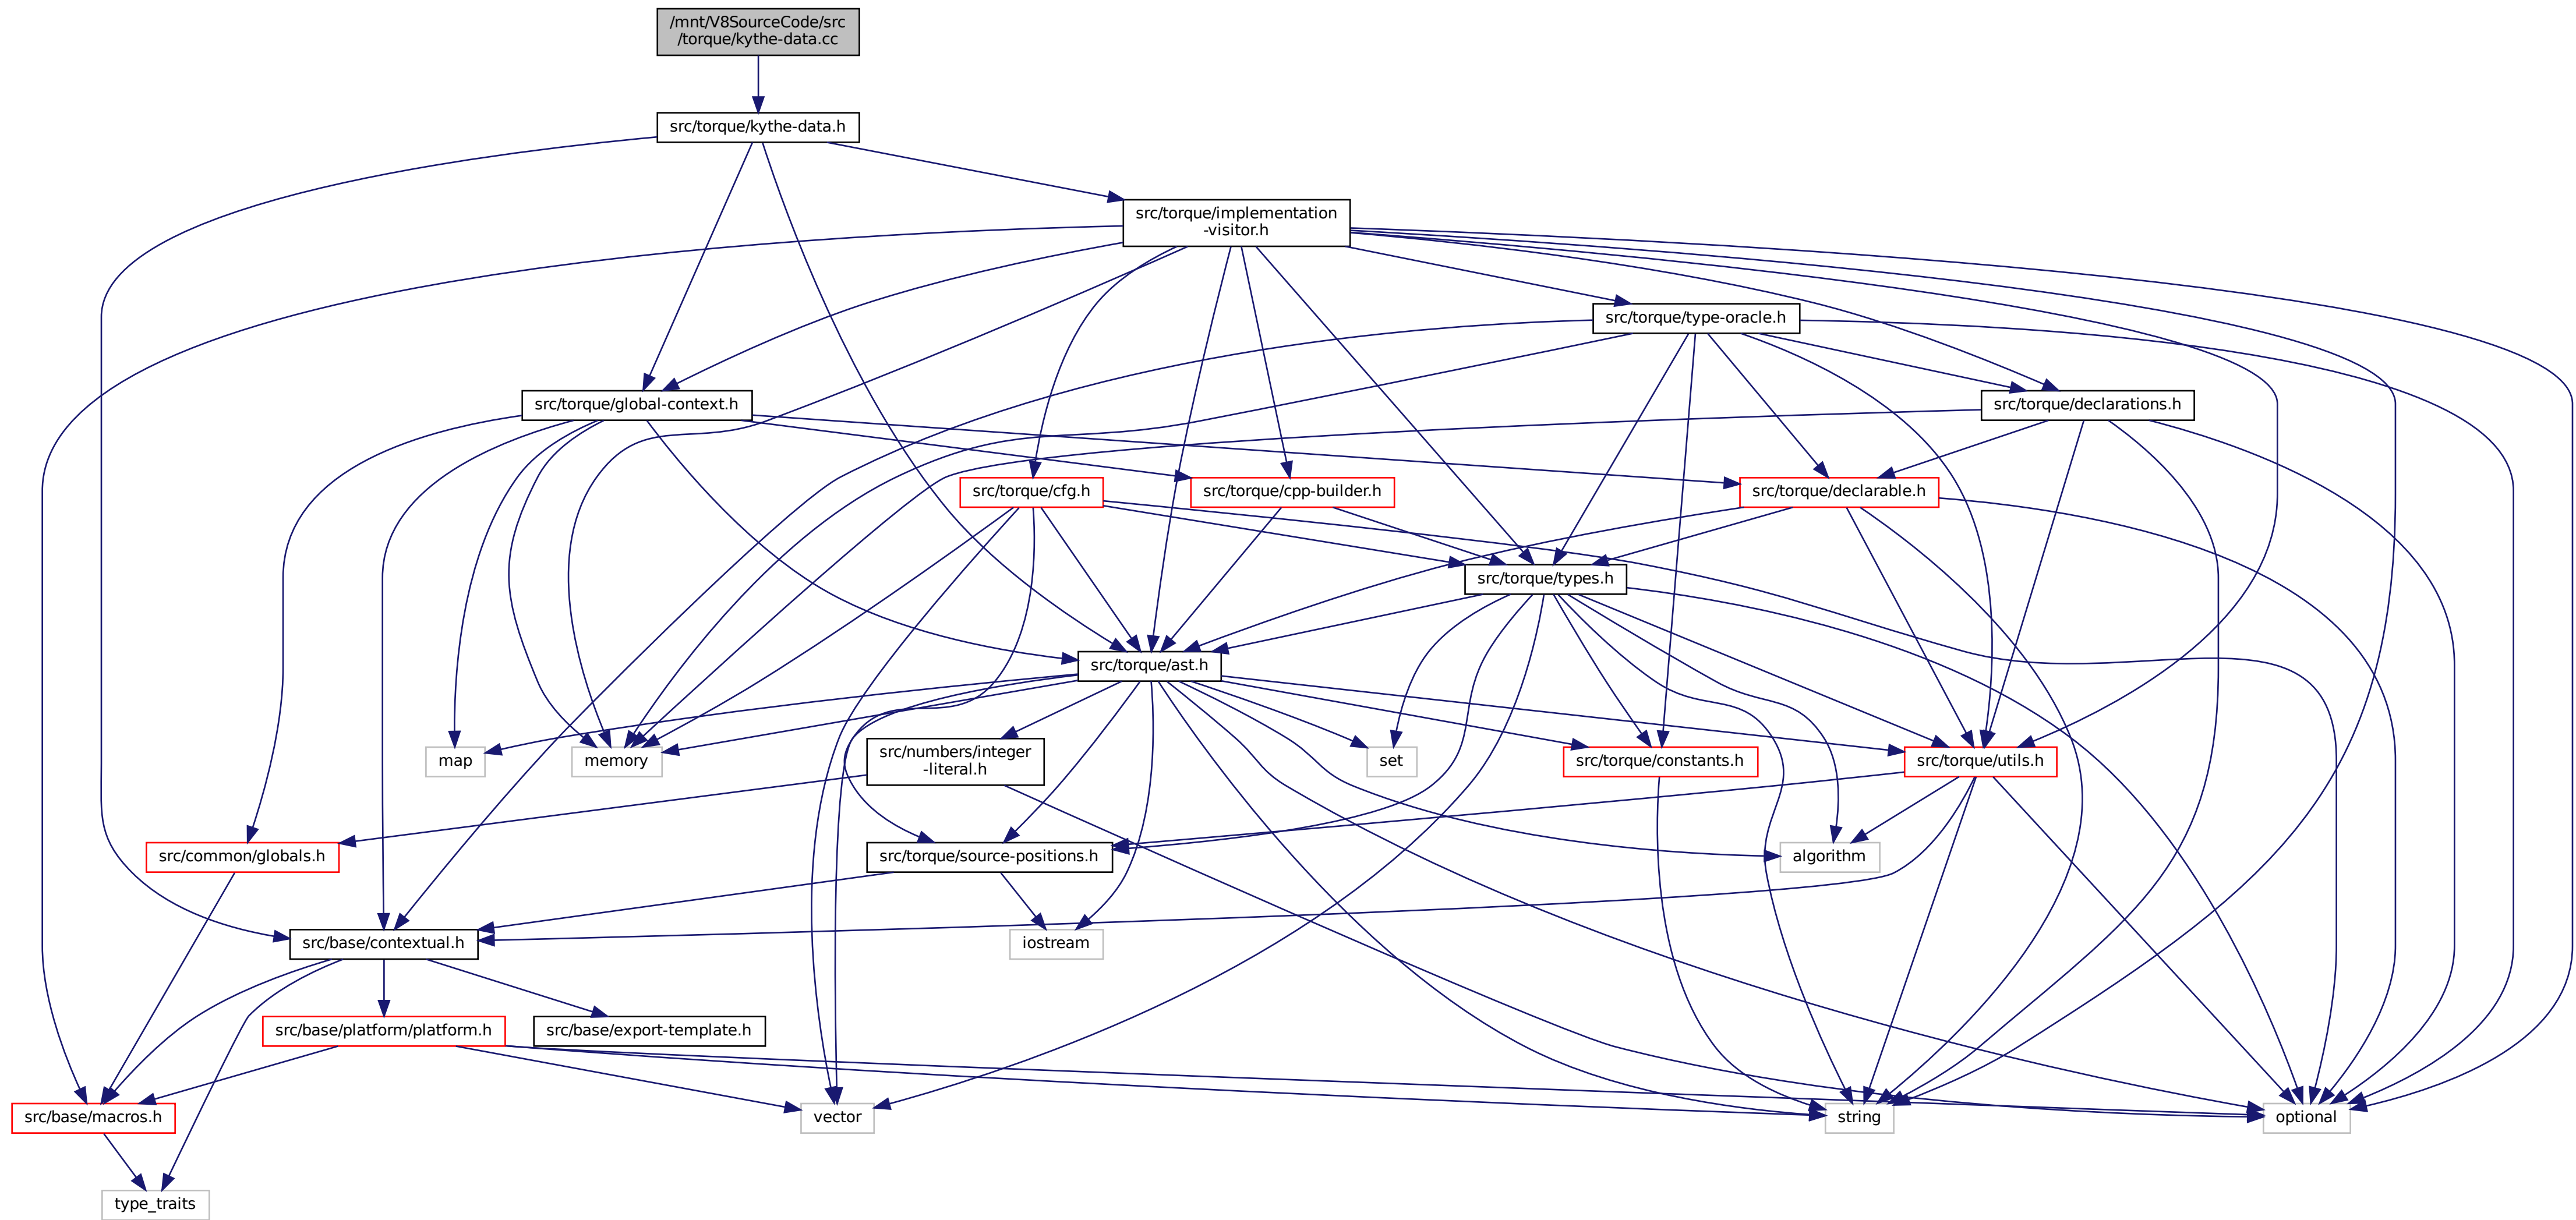 /mnt/V8SourceCode/src
/torque/kythe-data.cc
src/torque/kythe-data.h
src/torque/implementation
-visitor.h
src/torque/type-oracle.h
src/torque/global-context.h
src/torque/declarations.h
src/torque/cfg.h
src/torque/cpp-builder.h
src/torque/declarable.h
src/torque/types.h
src/torque/ast.h
map
memory
src/numbers/integer
-literal.h
set
src/torque/constants.h
src/torque/utils.h
src/common/globals.h
src/torque/source-positions.h
algorithm
src/base/contextual.h
iostream
src/base/platform/platform.h
src/base/export-template.h
src/base/macros.h
vector
string
optional
type_traits